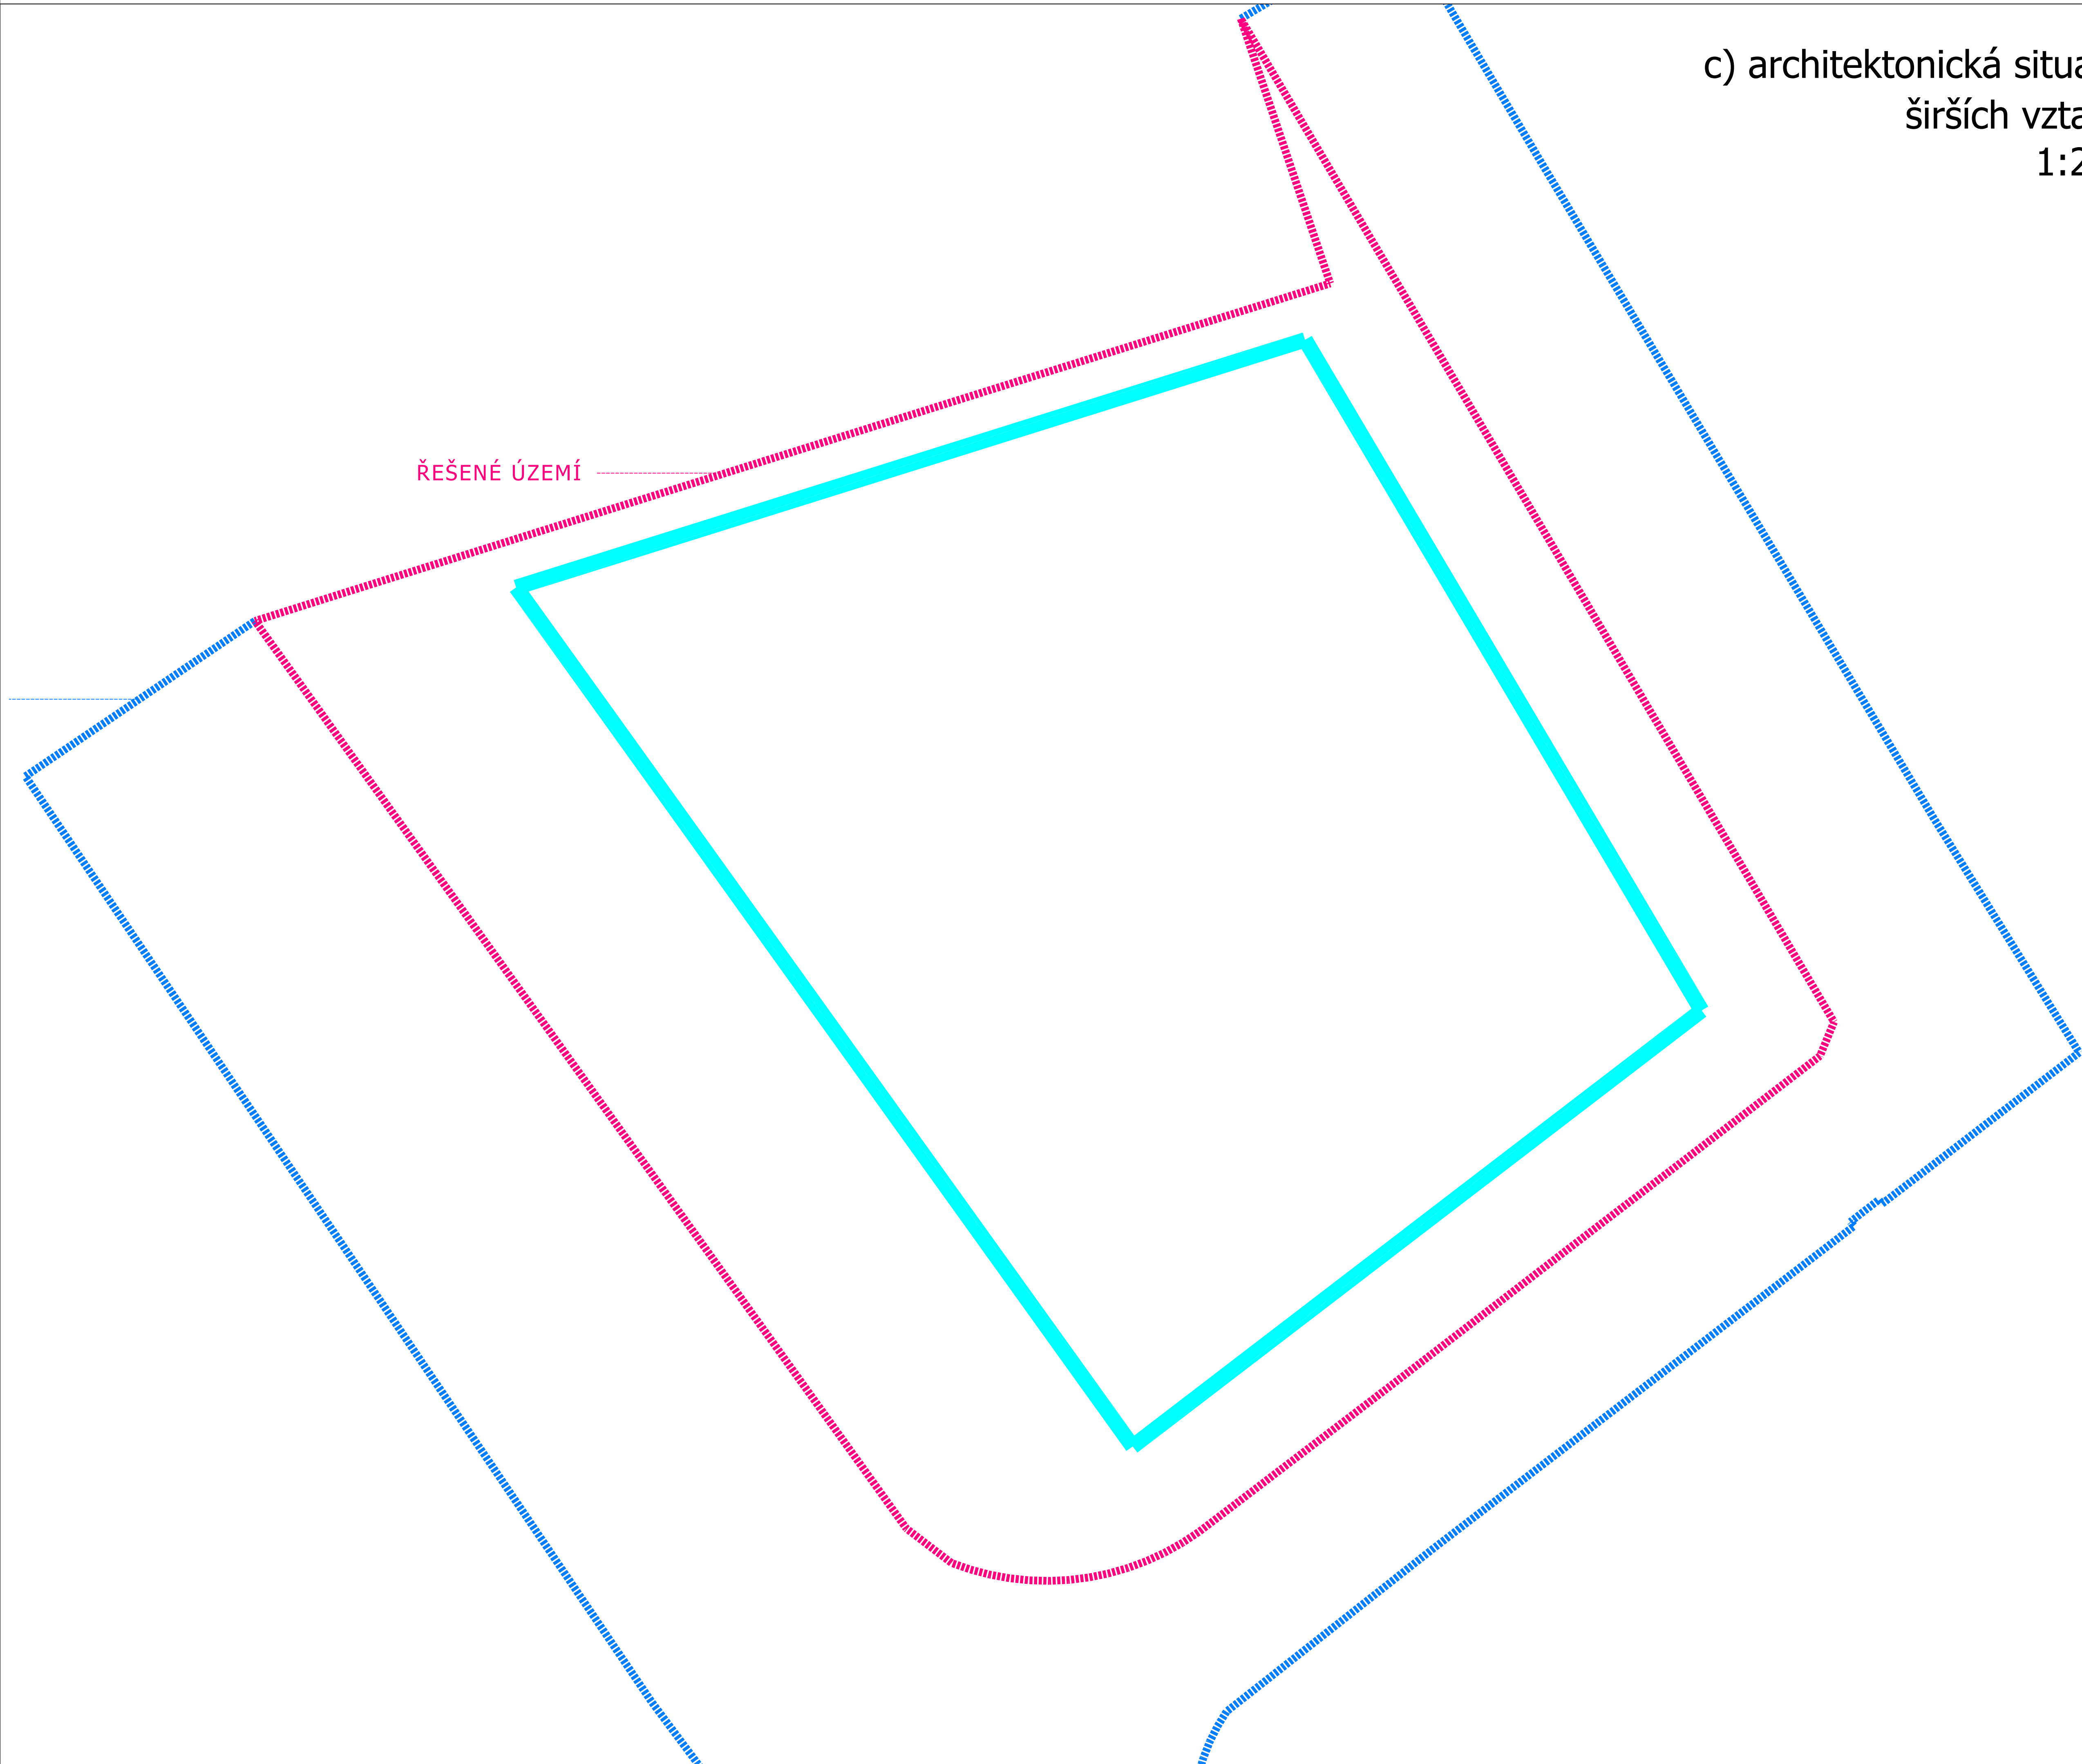 c) architektonická situa
širších vzta
1:2
ŘEŠENÉ ÚZEMÍ